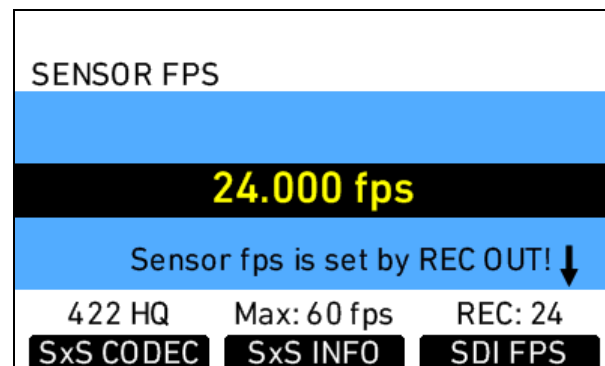 SENSOR FPS
24.000 fps
Sensor fps is set by REC OUT!
422 HQ Max: 60 fps REC: 24
SxS CODEC SxS INFO SDI FPS